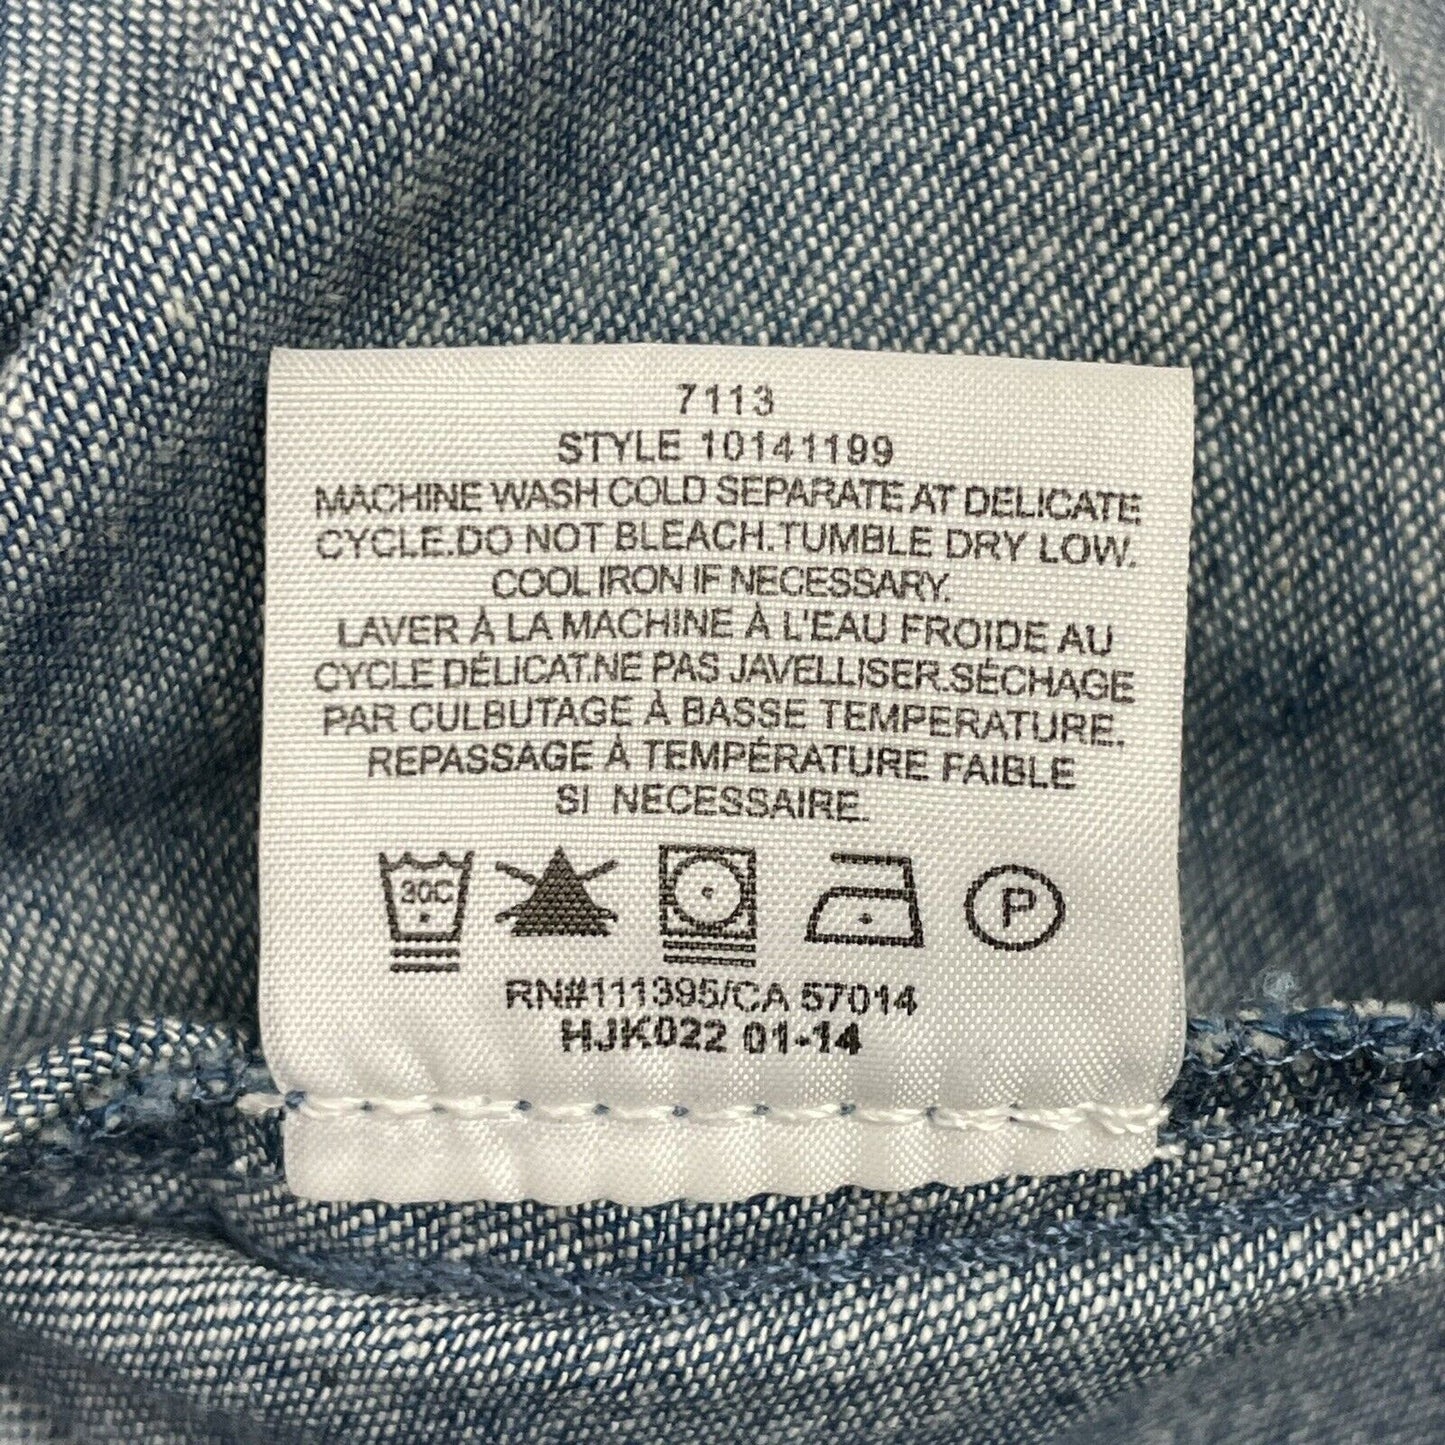 7113
STYLE 10141199
MACHINE WASH COLD SEPARATE AT DELICATE
CYCLE.DO NOT BLEACH.TUMBLE DRY LOW.
COOL IRON IF NECESSARY.
LAVER À LA MACHINE À L'EAU FROIDE AU
CYCLE DÉLICAT.NE PAS JAVELLISER.SÉCHAGE
PAR CULBUTAGE À BASSE TEMPERATURE.
REPASSAGE À TEMPÉRATURE FAIBLE
SI NECESSAIRE.
30C P
RN#111395/CA 57014
HJK022 01-14